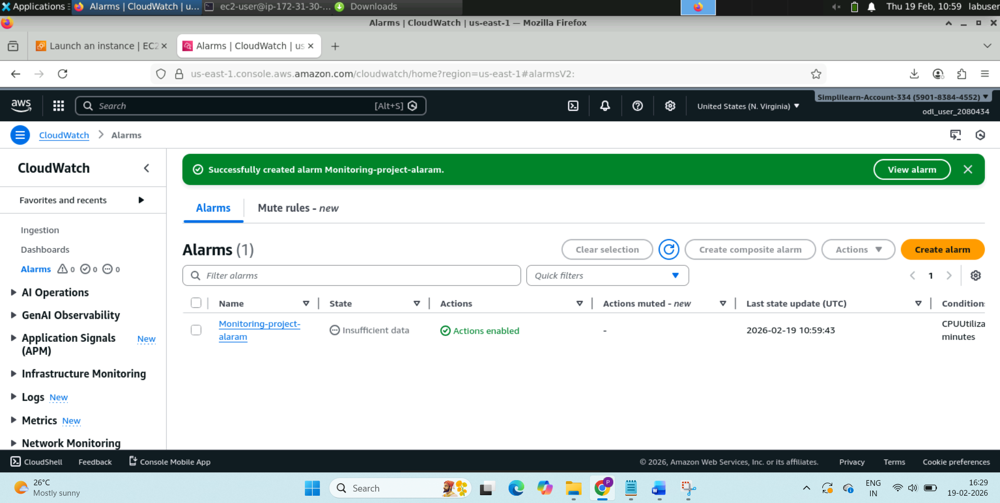 Applications
Alarms | CloudWatch | u...
ec2-user@ip-172-31-30-...
Downloads
Thu 19 Feb, 10:59
labuser
Alarms | CloudWatch | us-east-1 — Mozilla Firefox
Launch an instance | EC2
Alarms | CloudWatch | us
us-east-1.console.aws.amazon.com/cloudwatch/home?region=us-east-1#alarmsV2:
aws
Search
[Alt+S]
United States (N. Virginia)
Simplilearn-Account-334 (5901-8384-4552)
odl_user_2080434
CloudWatch
Alarms
CloudWatch
Favorites and recents
Ingestion
Dashboards
Alarms 0 0 0
AI Operations
GenAI Observability
Application Signals (APM)
New
Infrastructure Monitoring
Logs New
Metrics New
Network Monitoring
Successfully created alarm Monitoring-project-alaram.
View alarm
Alarms
Mute rules - new
Alarms (1)
Clear selection
Create composite alarm
Actions
Create alarm
Filter alarms
Quick filters
1
Name
State
Actions
Actions muted - new
Last state update (UTC)
Condition
Monitoring-project-
alaram
Insufficient data
Actions enabled
-
2026-02-19 10:59:43
CPUUtiliza
minutes
CloudShell
Feedback
Console Mobile App
© 2026, Amazon Web Services, Inc. or its affiliates.
Privacy
Terms
Cookie preferences
26°C
Mostly sunny
Search
P
W
ENG
IN
16:29
19-02-2026